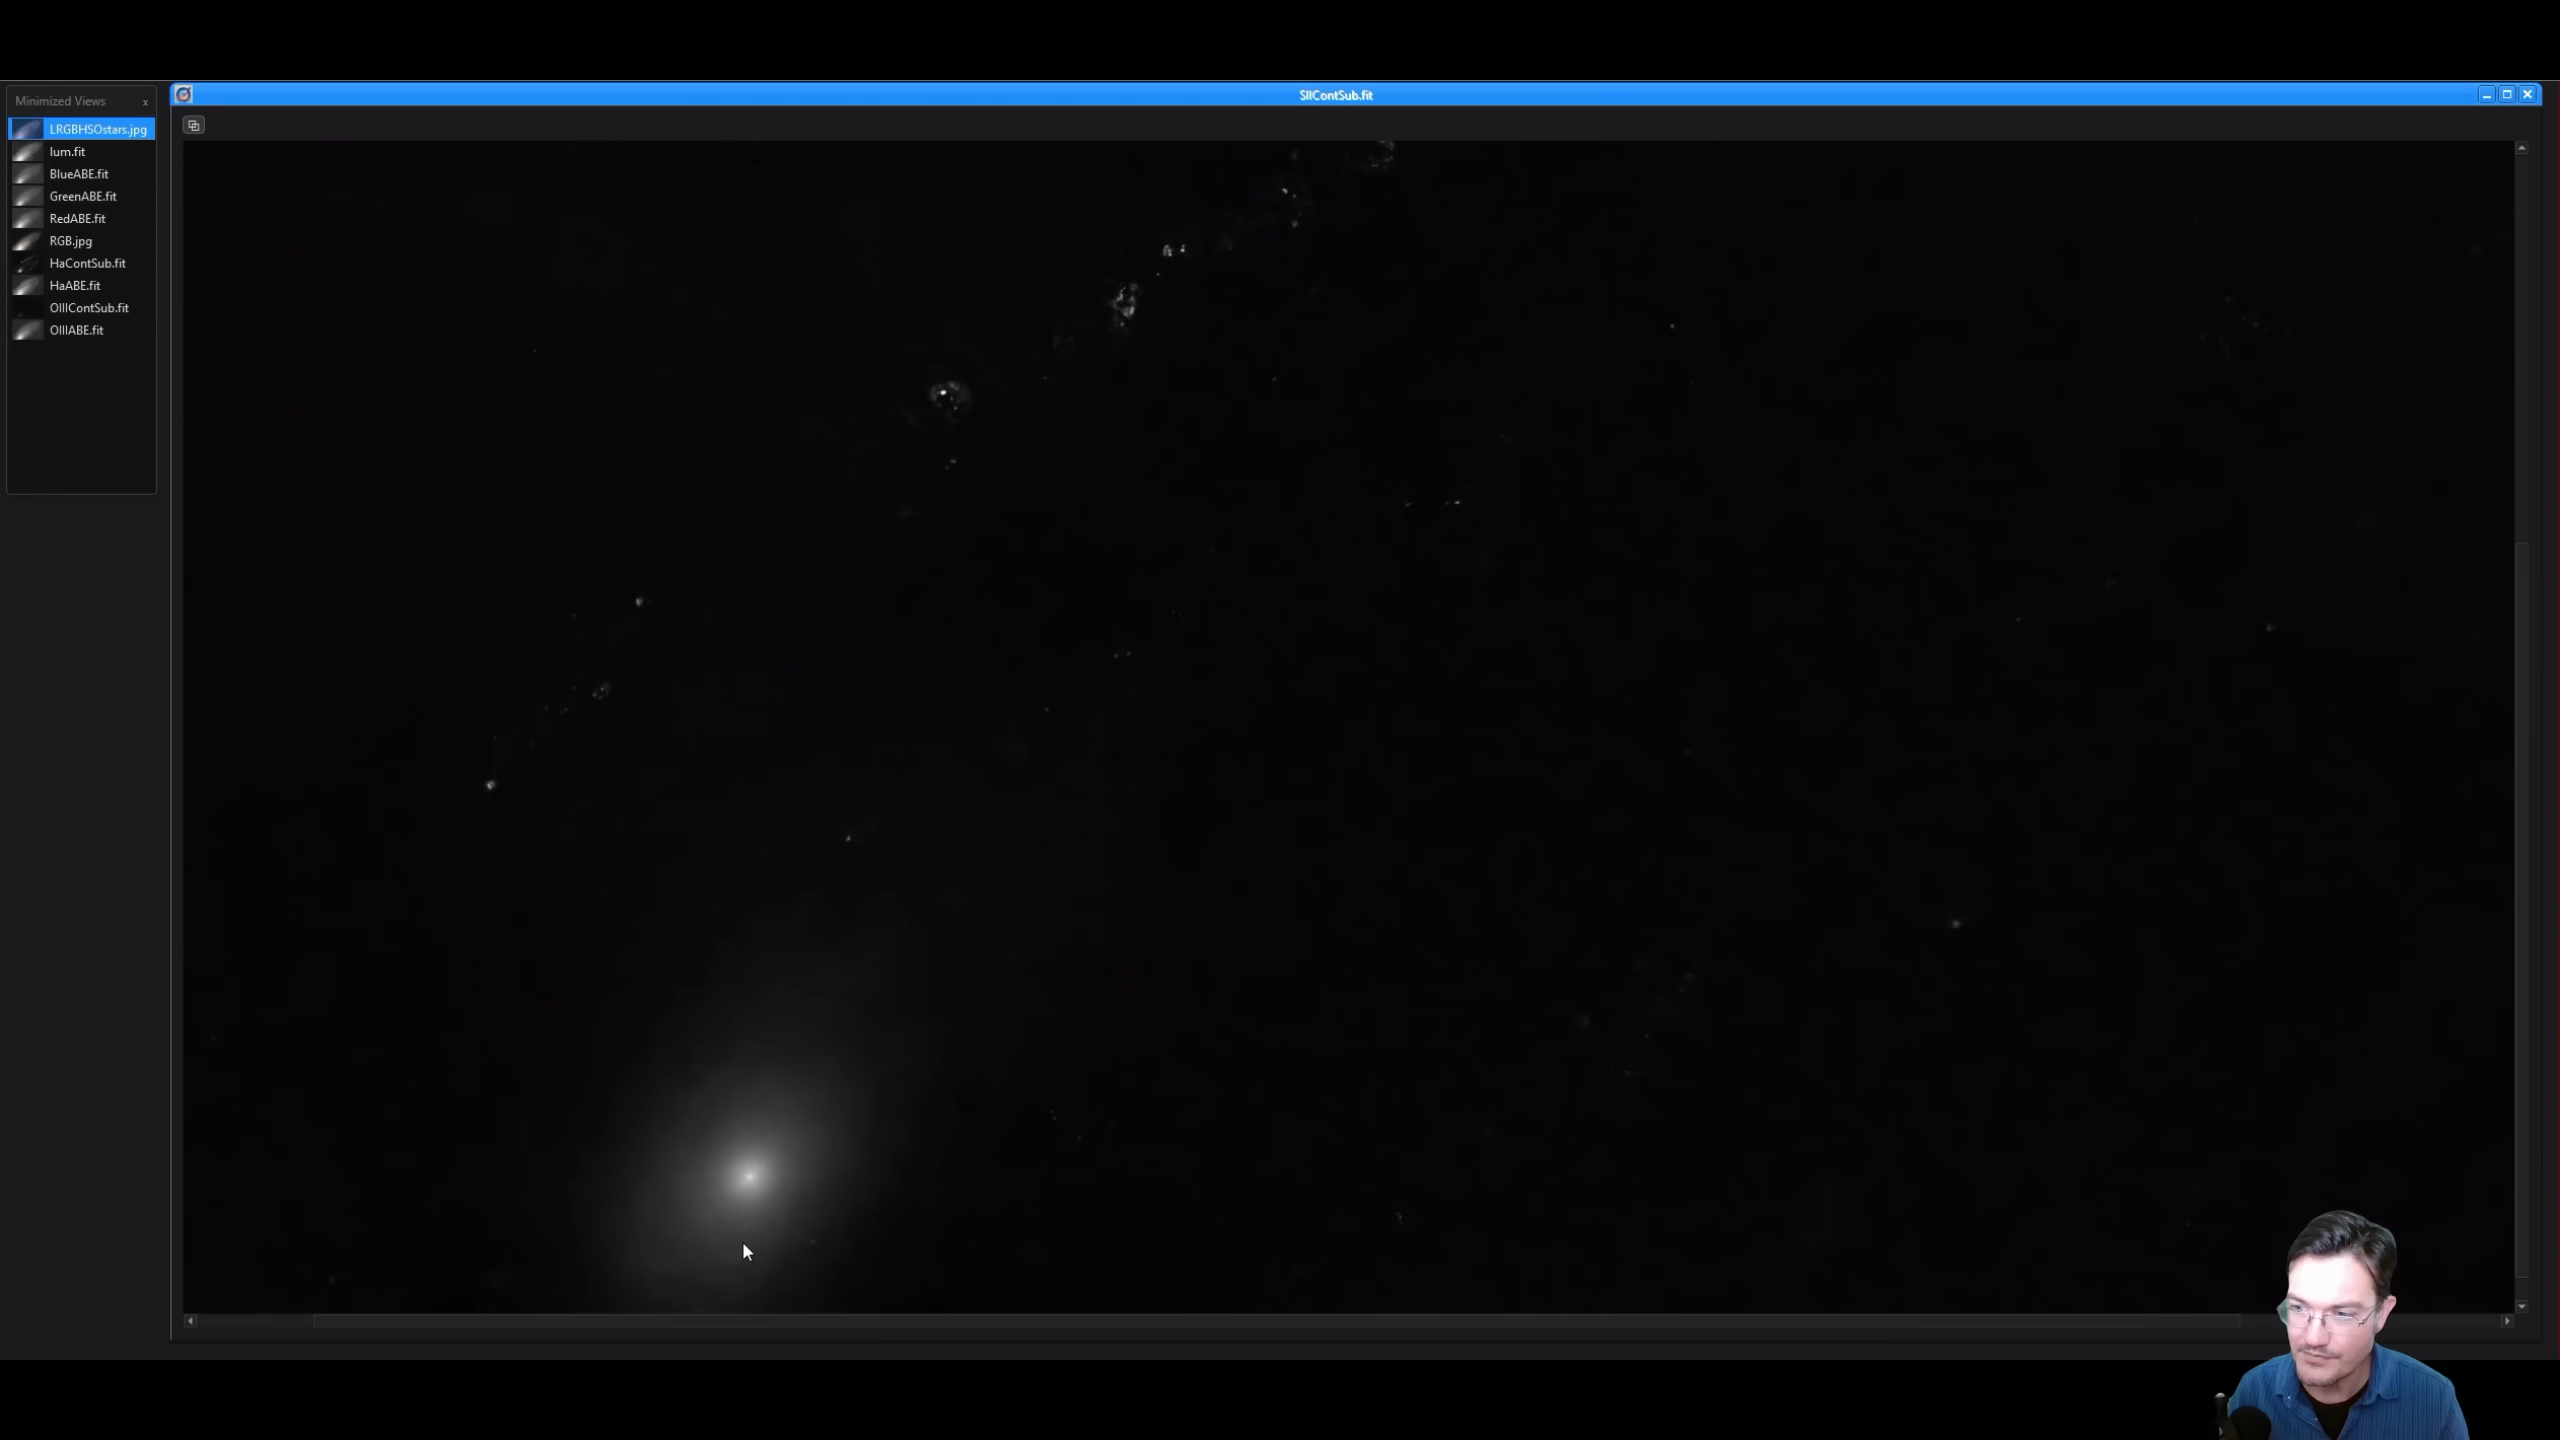 SIIContSub.fit
Minimized Views
LRGBHSOstars.jpg
lum.fit
BlueABE.fit
GreenABE.fit
RedABE.fit
RGB.jpg
HaContSub.fit
HaABE.fit
OIIIContSub.fit
OIIIABE.fit